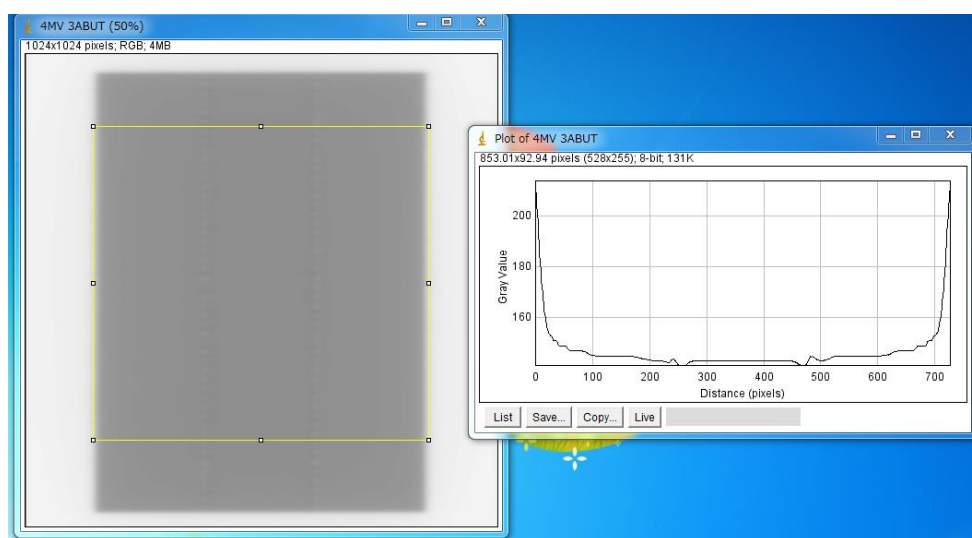 4MV 3ABUT (50%)
1024x1024 pixels; RGB; 4MB
Plot of 4MV 3ABUT
853.01x92.94 pixels (528x255); 8-bit; 131K
200
180
160
Gray Value
0 100 200 300 400 500 600 700
Distance (pixels)
List Save... Copy... Live